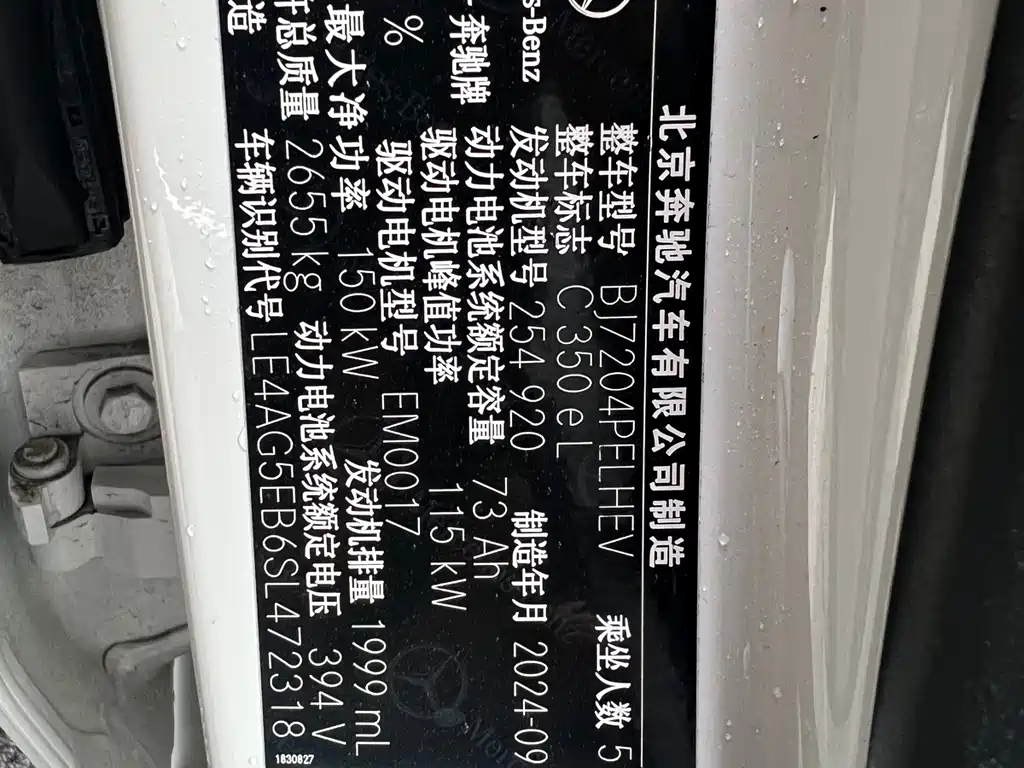 北京奔驰汽车有限公司制造
整车型号 BJ7204PELHEV 乘坐人数 5
整车标志 C 350 e L
s-Benz 发动机型号 254 920 制造年月 2024-09
奔驰牌 动力电池系统额定容量 73 Ah
驱动电机峰值功率 115 kW
% 驱动电机型号 EM0017
最大净功率 150 kW 发动机排量 1999 mL
总质量 2655 kg 动力电池系统额定电压 394 V
造 车辆识别代号 LE4AG5EB6SL472318
1830827